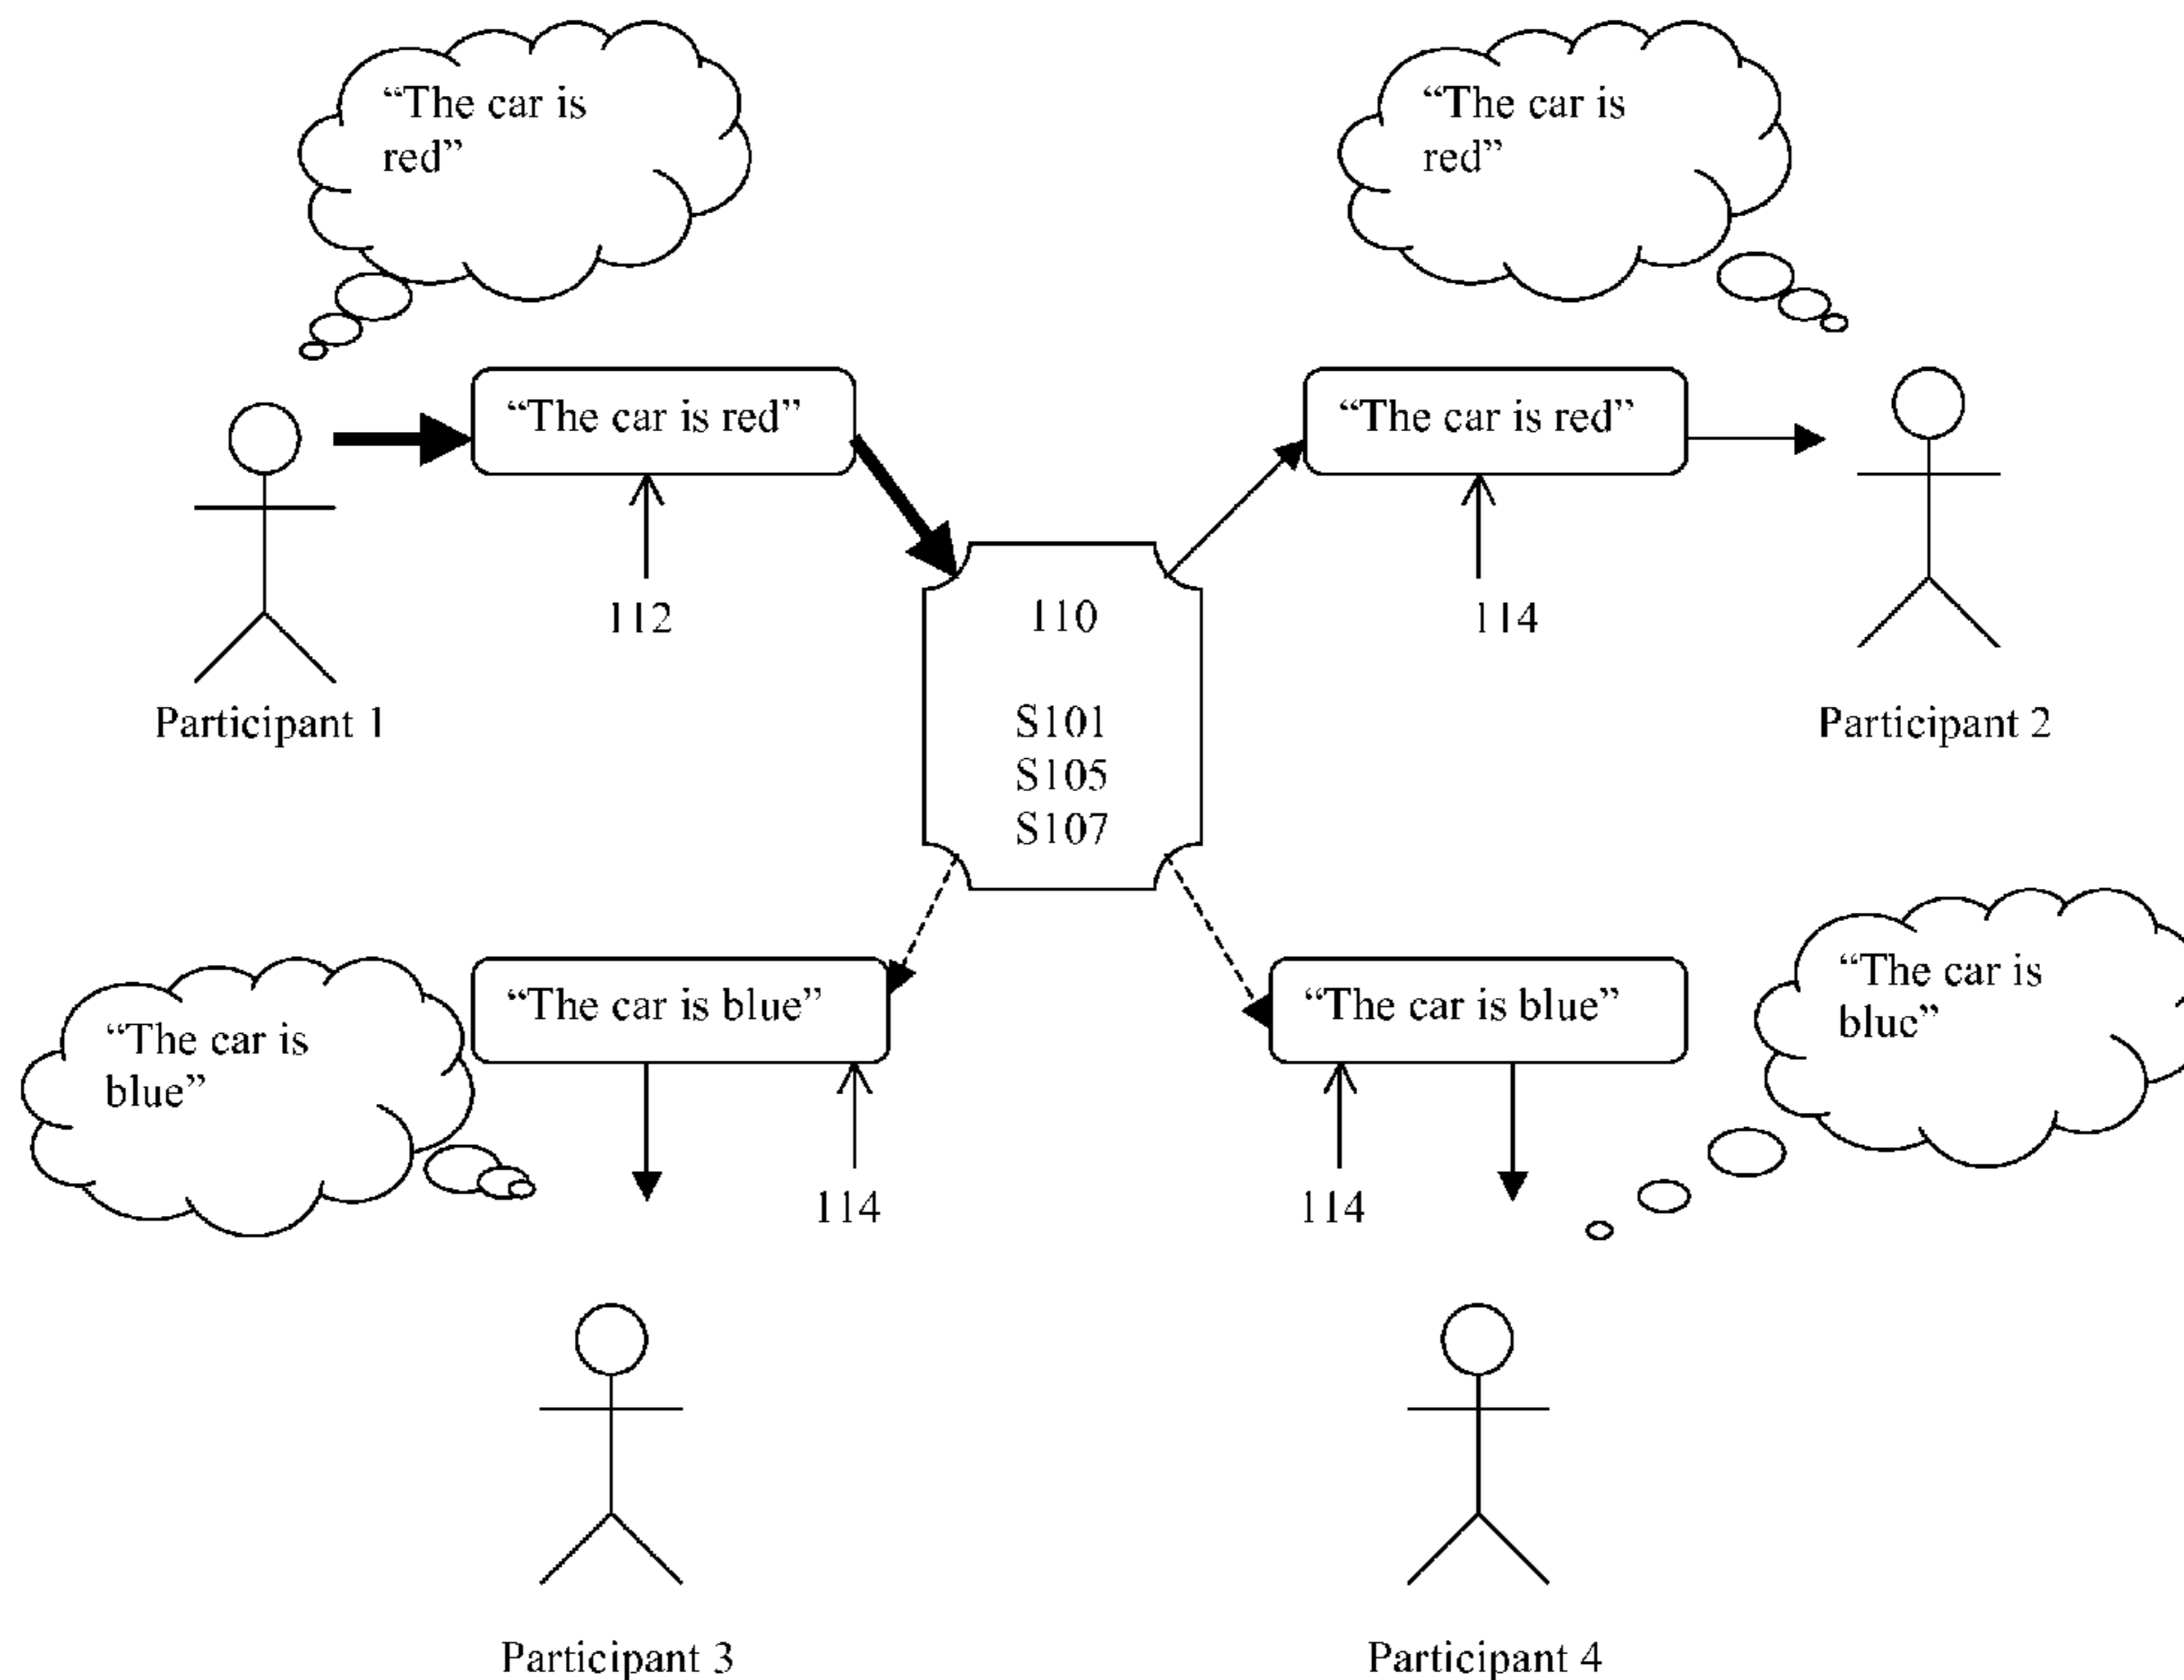 “The car is
red”
“The car is
red”
“The car is red”
“The car is red”
112
110
114
S101
S105
S107
Participant 1
Participant 2
“The car is
blue”
“The car is blue”
“The car is blue”
“The car is
blue”
114
114
Participant 3
Participant 4